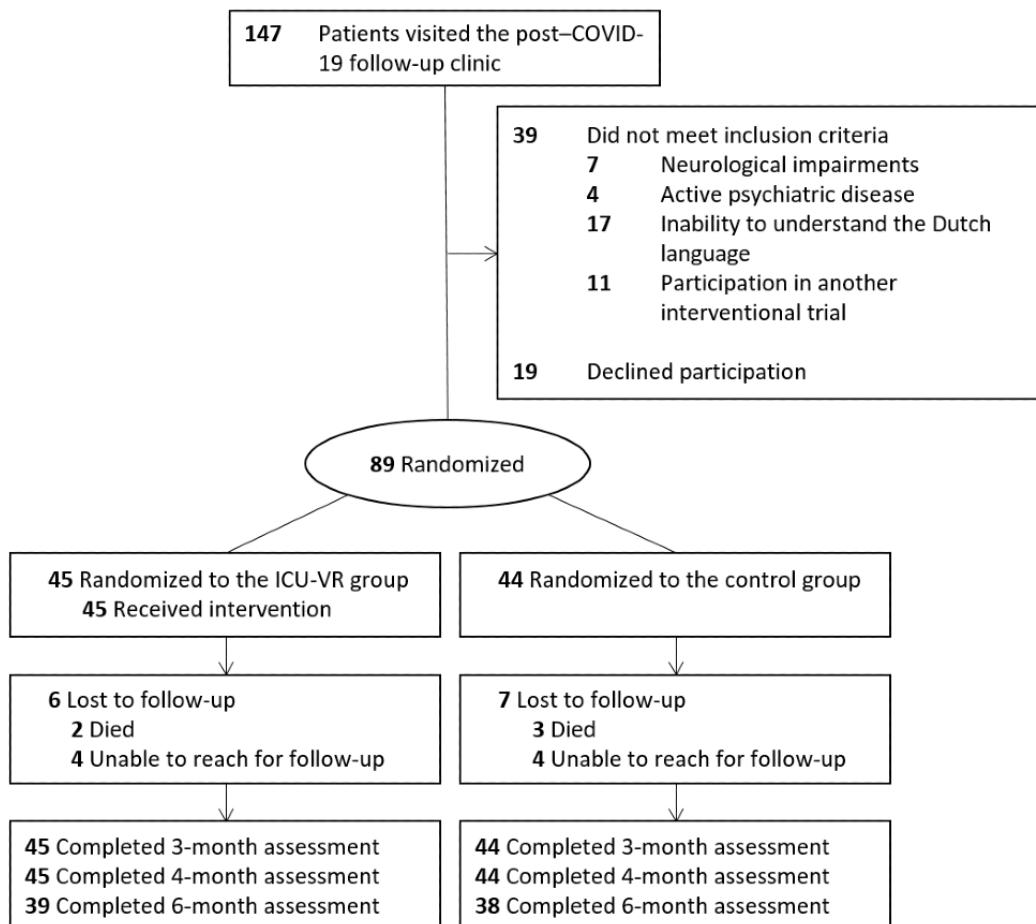 147 Patients visited the post–COVID-
19 follow-up clinic
39 Did not meet inclusion criteria
7 Neurological impairments
4 Active psychiatric disease
17 Inability to understand the Dutch
language
11 Participation in another
interventional trial
19 Declined participation
89 Randomized
45 Randomized to the ICU-VR group
45 Received intervention
44 Randomized to the control group
6 Lost to follow-up
2 Died
4 Unable to reach for follow-up
7 Lost to follow-up
3 Died
4 Unable to reach for follow-up
45 Completed 3-month assessment
45 Completed 4-month assessment
39 Completed 6-month assessment
44 Completed 3-month assessment
44 Completed 4-month assessment
38 Completed 6-month assessment